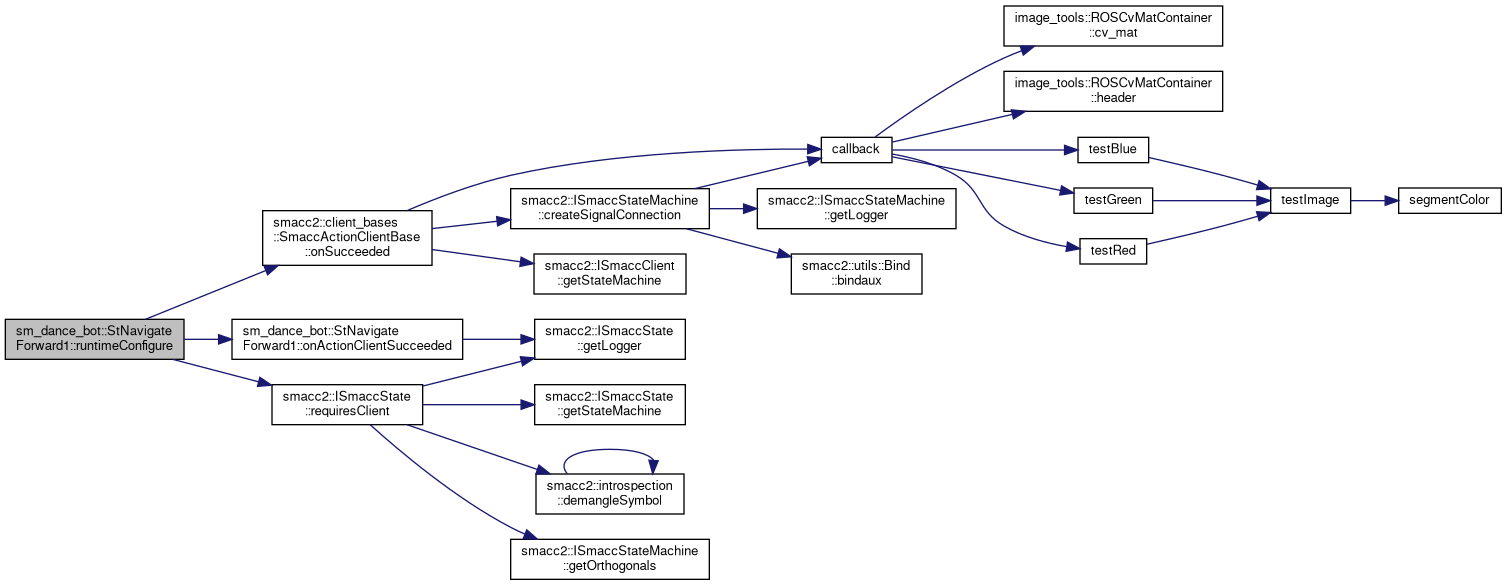 sm_dance_bot::StNavigate
Forward1::runtimeConfigure
smacc2::client_bases
::SmaccActionClientBase
::onSucceeded
sm_dance_bot::StNavigate
Forward1::onActionClientSucceeded
smacc2::ISmaccState
::requiresClient
smacc2::ISmaccStateMachine
::createSignalConnection
smacc2::ISmaccClient
::getStateMachine
smacc2::ISmaccState
::getLogger
smacc2::ISmaccState
::getStateMachine
smacc2::introspection
::demangleSymbol
smacc2::ISmaccStateMachine
::getOrthogonals
callback
smacc2::ISmaccStateMachine
::getLogger
smacc2::utils::Bind
::bindaux
image_tools::ROSCvMatContainer
::cv_mat
image_tools::ROSCvMatContainer
::header
testBlue
testGreen
testRed
testImage
segmentColor